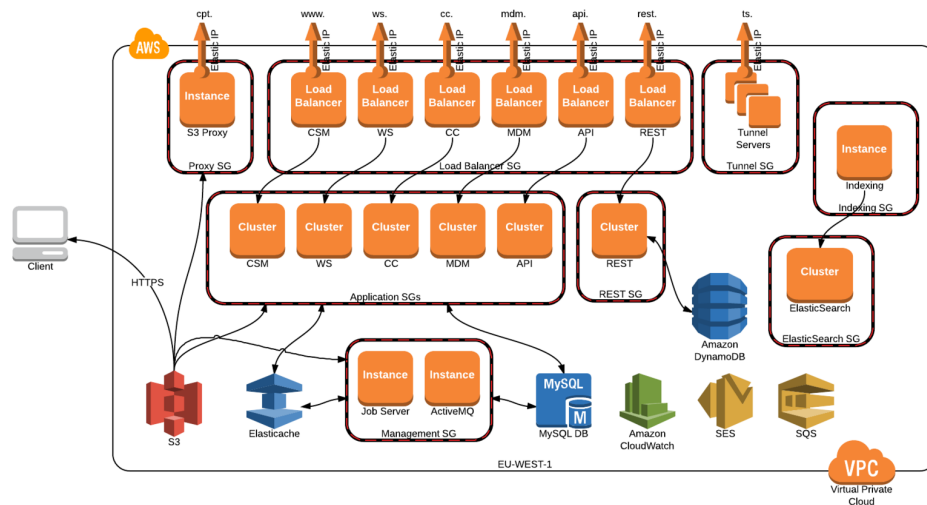 cpt.
www.
ws.
cc.
mdm.
api.
rest.
ts.
Elastic IP
Elastic IP
Elastic IP
Elastic IP
Elastic IP
Elastic IP
Elastic IP
Elastic IP
AWS
Instance
S3 Proxy
Proxy SG
Load
Balancer
CSM
Load
Balancer
WS
Load
Balancer
CC
Load
Balancer
MDM
Load
Balancer
API
Load
Balancer
REST
Load Balancer SG
Tunnel
Servers
Tunnel SG
Instance
Indexing
Indexing SG
Client
HTTPS
Cluster
CSM
Cluster
WS
Cluster
CC
Cluster
MDM
Cluster
API
Application SGs
Cluster
REST
REST SG
Cluster
ElasticSearch
ElasticSearch SG
Amazon
DynamoDB
S3
Elasticache
Instance
Job Server
Instance
ActiveMQ
Management SG
MySQL
M
MySQL DB
Amazon
CloudWatch
SES
SQS
EU-WEST-1
VPC
Virtual Private
Cloud